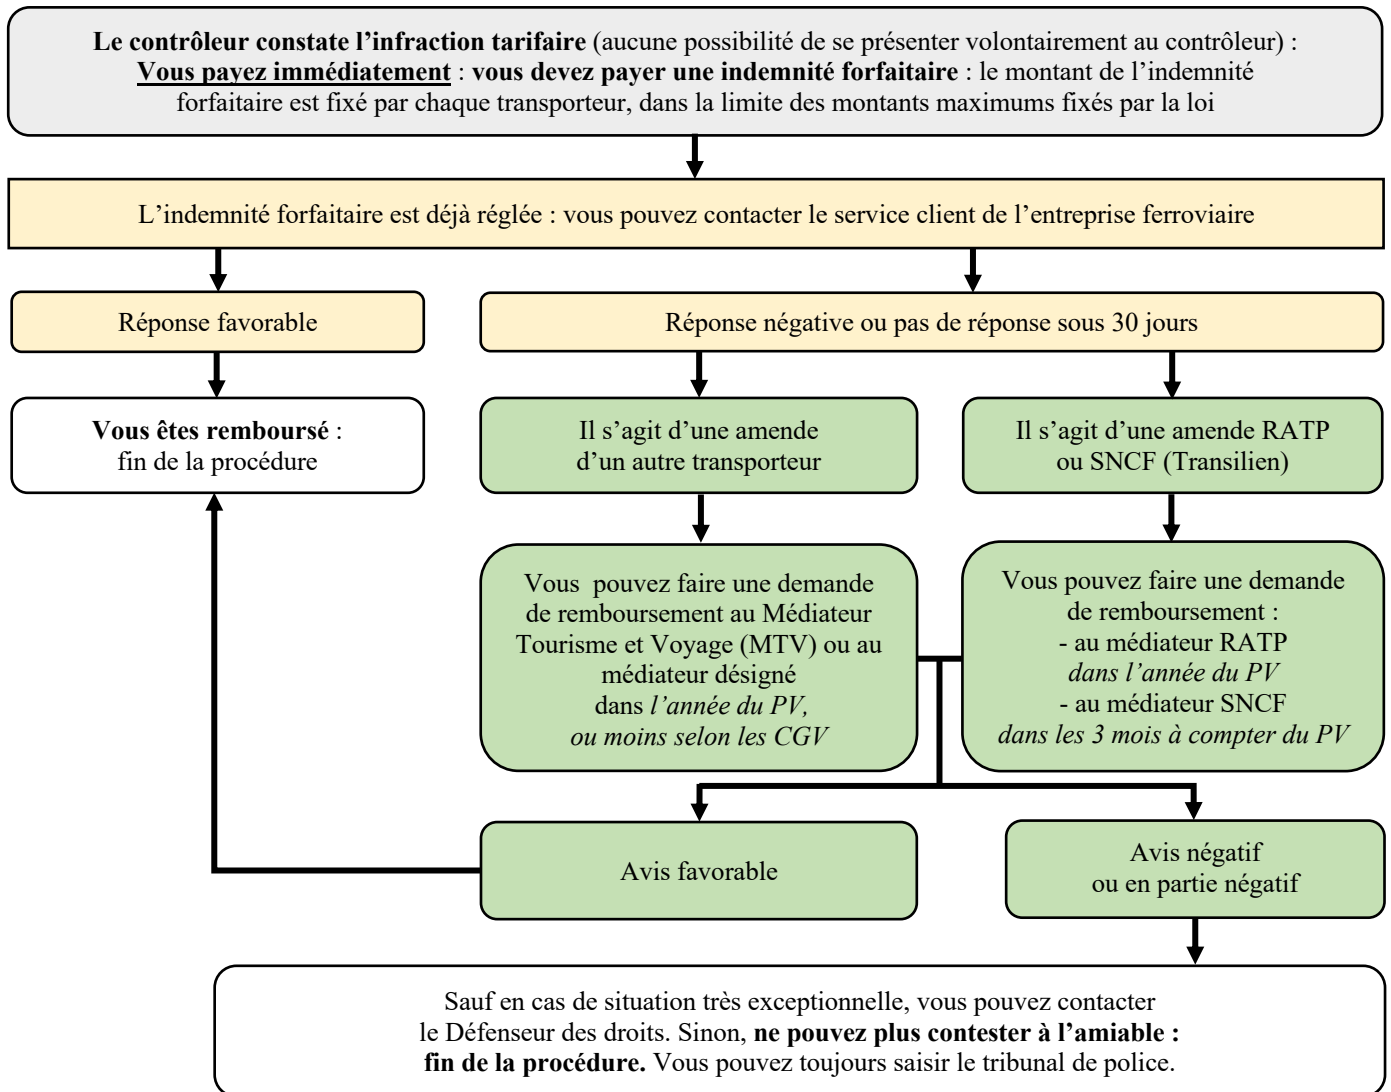 Le contrôleur constate l’infraction tarifaire (aucune possibilité de se présenter volontairement au contrôleur) :
Vous payez immédiatement : vous devez payer une indemnité forfaitaire : le montant de l’indemnité
forfaitaire est fixé par chaque transporteur, dans la limite des montants maximums fixés par la loi
L’indemnité forfaitaire est déjà réglée : vous pouvez contacter le service client de l’entreprise ferroviaire
Réponse favorable
Réponse négative ou pas de réponse sous 30 jours
Vous êtes remboursé :
fin de la procédure
Il s’agit d’une amende
d’un autre transporteur
Il s’agit d’une amende RATP
ou SNCF (Transilien)
Vous pouvez faire une demande
de remboursement au Médiateur
Tourisme et Voyage (MTV) ou au
médiateur désigné
dans l’année du PV,
ou moins selon les CGV
Vous pouvez faire une demande
de remboursement :
- au médiateur RATP
dans l’année du PV
- au médiateur SNCF
dans les 3 mois à compter du PV
Avis favorable
Avis négatif
ou en partie négatif
Sauf en cas de situation très exceptionnelle, vous pouvez contacter
le Défenseur des droits. Sinon, ne pouvez plus contester à l’amiable :
fin de la procédure. Vous pouvez toujours saisir le tribunal de police.